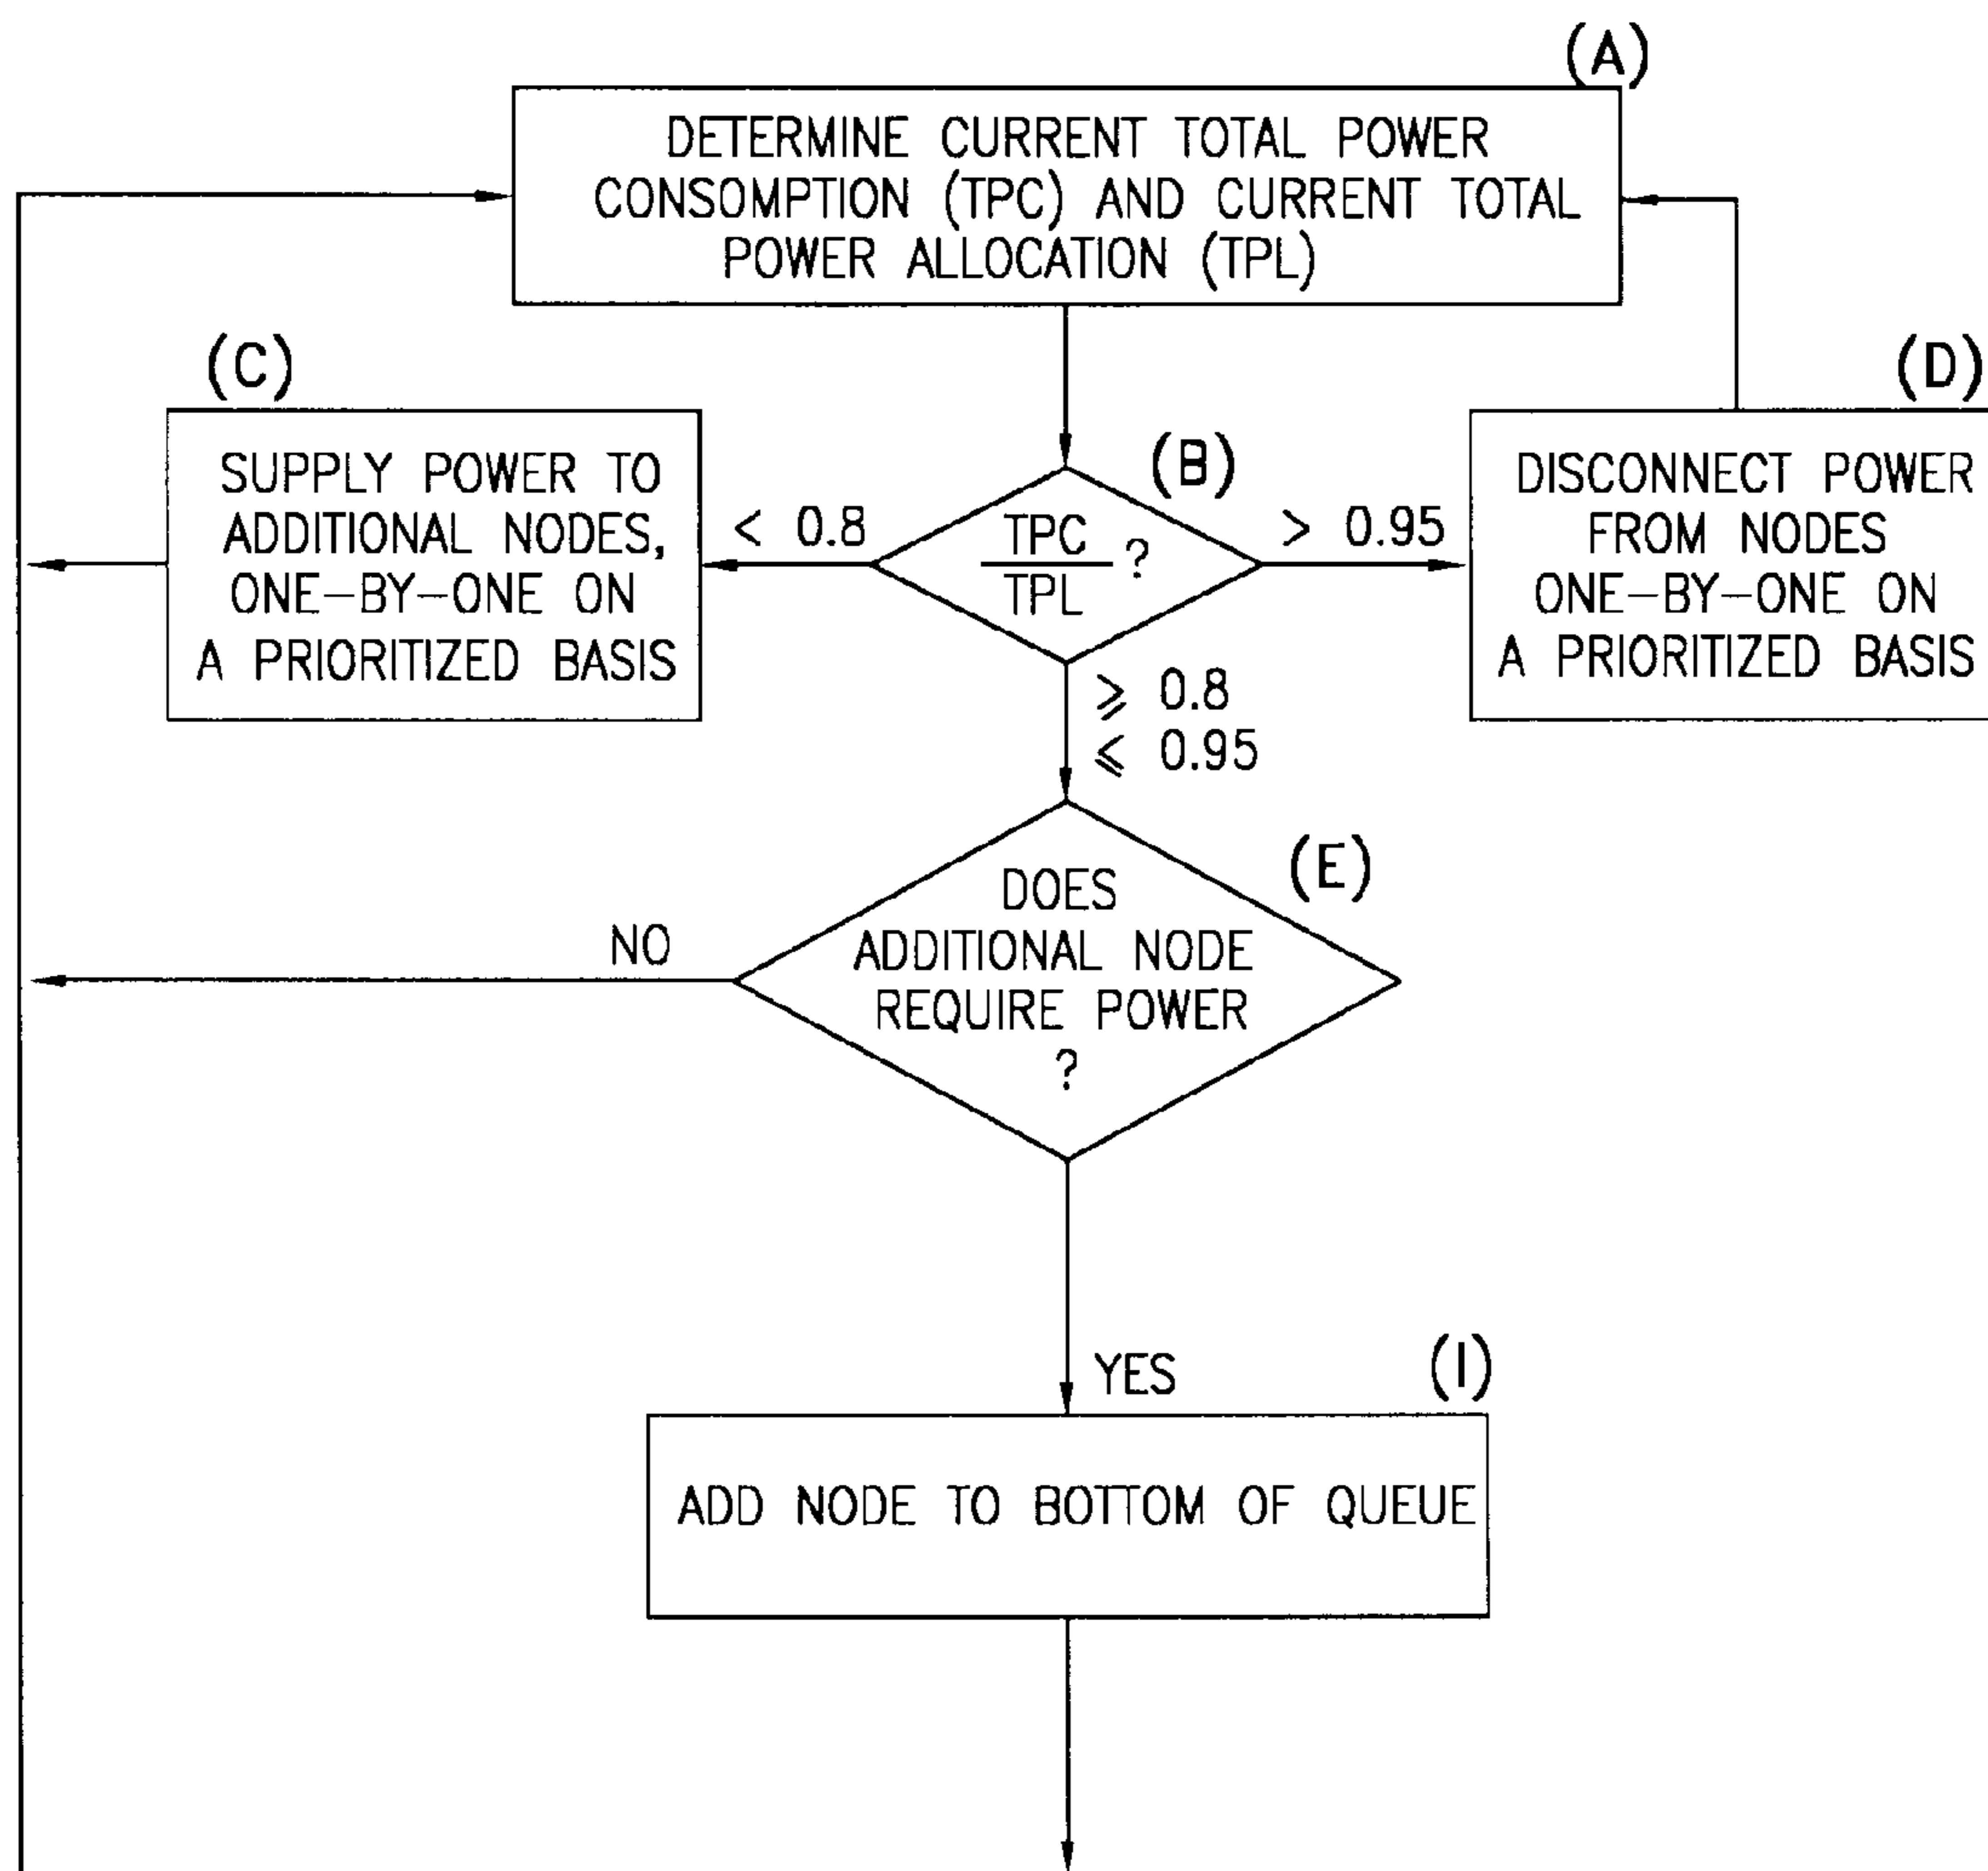 (A)
DETERMINE CURRENT TOTAL POWER
CONSOMPTION (TPC) AND CURRENT TOTAL
POWER ALLOCATION (TPL)
(C)
SUPPLY POWER TO
ADDITIONAL NODES,
ONE-BY-ONE ON
A PRIORITIZED BASIS
(B)
< 0.8
TPC
TPL
?
> 0.95
(D)
DISCONNECT POWER
FROM NODES
ONE-BY-ONE ON
A PRIORITIZED BASIS
⩾ 0.8
⩽ 0.95
(E)
DOES
ADDITIONAL NODE
REQUIRE POWER
?
NO
YES
(I)
ADD NODE TO BOTTOM OF QUEUE